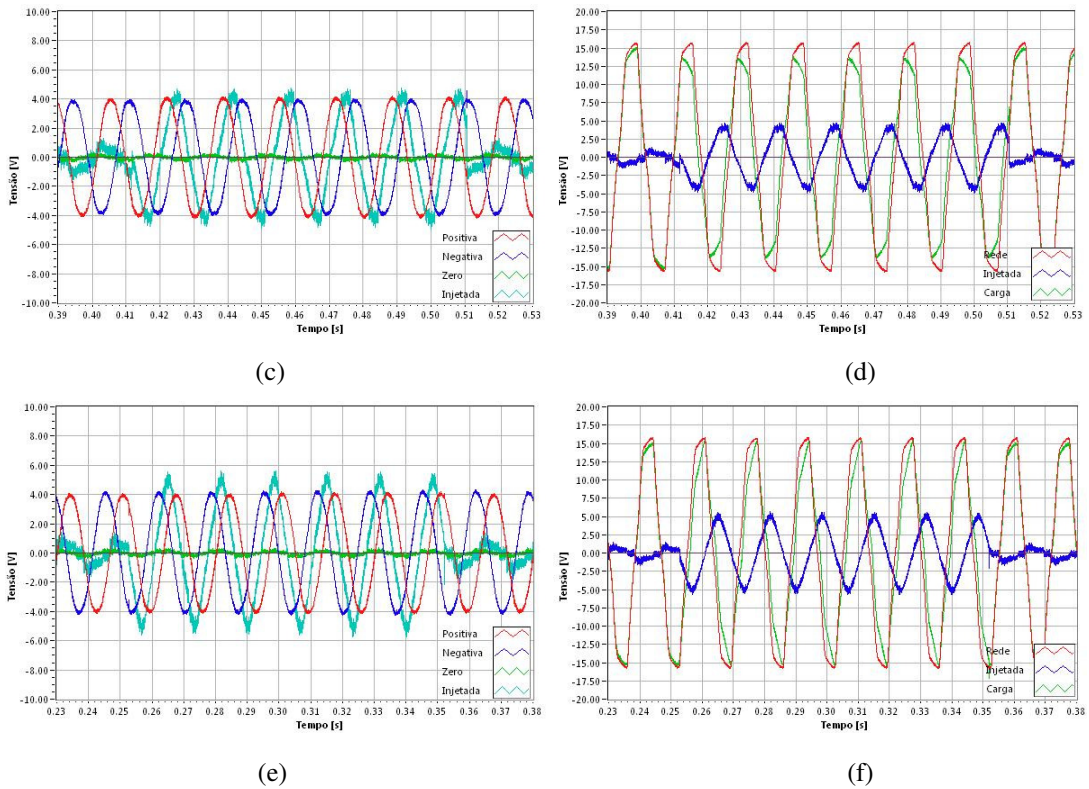 10.00
8.00
6.00
4.00
2.00
0.00
-2.00
-4.00
-6.00
-8.00
-10.00
Tensão [V]
0.39 0.40 0.41 0.42 0.43 0.44 0.45 0.46 0.47 0.48 0.49 0.50 0.51 0.52 0.53
Tempo [s]
Positiva
Negativa
Zero
Injetada
(c)
20.00
17.50
15.00
12.50
10.00
7.50
5.00
2.50
0.00
-2.50
-5.00
-7.50
-10.00
-12.50
-15.00
-17.50
-20.00
Tensão [V]
0.39 0.40 0.41 0.42 0.43 0.44 0.45 0.46 0.47 0.48 0.49 0.50 0.51 0.52 0.53
Tempo [s]
Rede
Injetada
Carga
(d)
10.00
8.00
6.00
4.00
2.00
0.00
-2.00
-4.00
-6.00
-8.00
-10.00
Tensão [V]
0.23 0.24 0.25 0.26 0.27 0.28 0.29 0.30 0.31 0.32 0.33 0.34 0.35 0.36 0.37 0.38
Tempo [s]
Positiva
Negativa
Zero
Injetada
(e)
20.00
17.50
15.00
12.50
10.00
7.50
5.00
2.50
0.00
-2.50
-5.00
-7.50
-10.00
-12.50
-15.00
-17.50
-20.00
Tensão [V]
0.23 0.24 0.25 0.26 0.27 0.28 0.29 0.30 0.31 0.32 0.33 0.34 0.35 0.36 0.37 0.38
Tempo [s]
Rede
Injetada
Carga
(f)